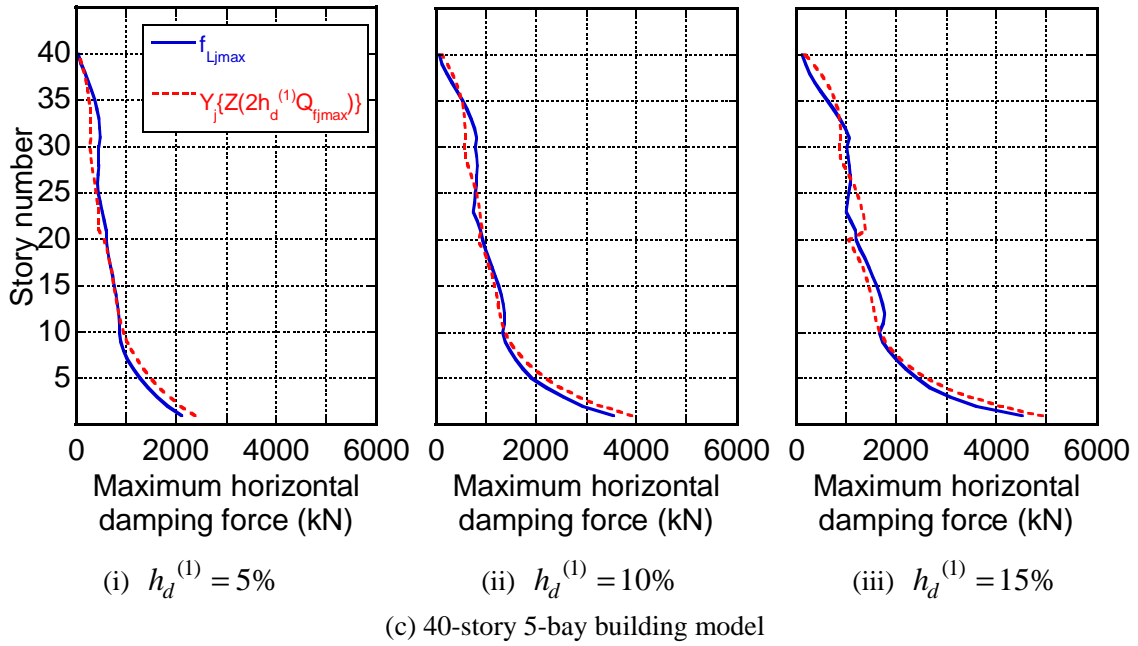 40
35
30
25
20
15
10
5
Story number
f_Ljmax
Y_j{Z(2h_d^(1)Q_fjmax)}
0 2000 4000 6000
0 2000 4000 6000
0 2000 4000 6000
Maximum horizontal
damping force (kN)
Maximum horizontal
damping force (kN)
Maximum horizontal
damping force (kN)
(i) h_d^(1) = 5%
(ii) h_d^(1) = 10%
(iii) h_d^(1) = 15%
(c) 40-story 5-bay building model